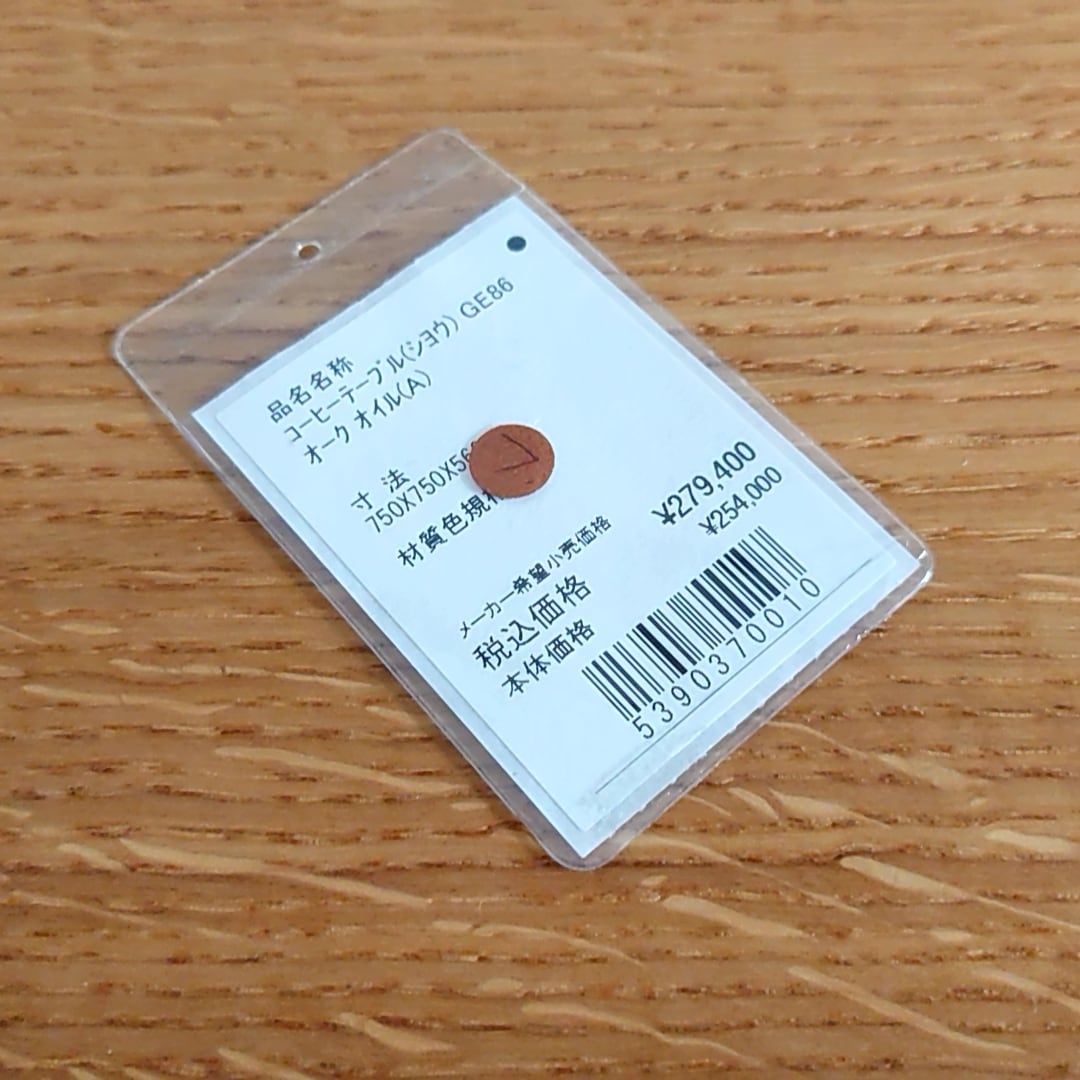 品名名称
コーヒーテーブル(シヨウ) GE86
オーク オイル(A)
寸 法
750X750X56
材質色規格
メーカー希望小売価格
税込価格 ¥279,400
本体価格 ¥254,000
5390370010